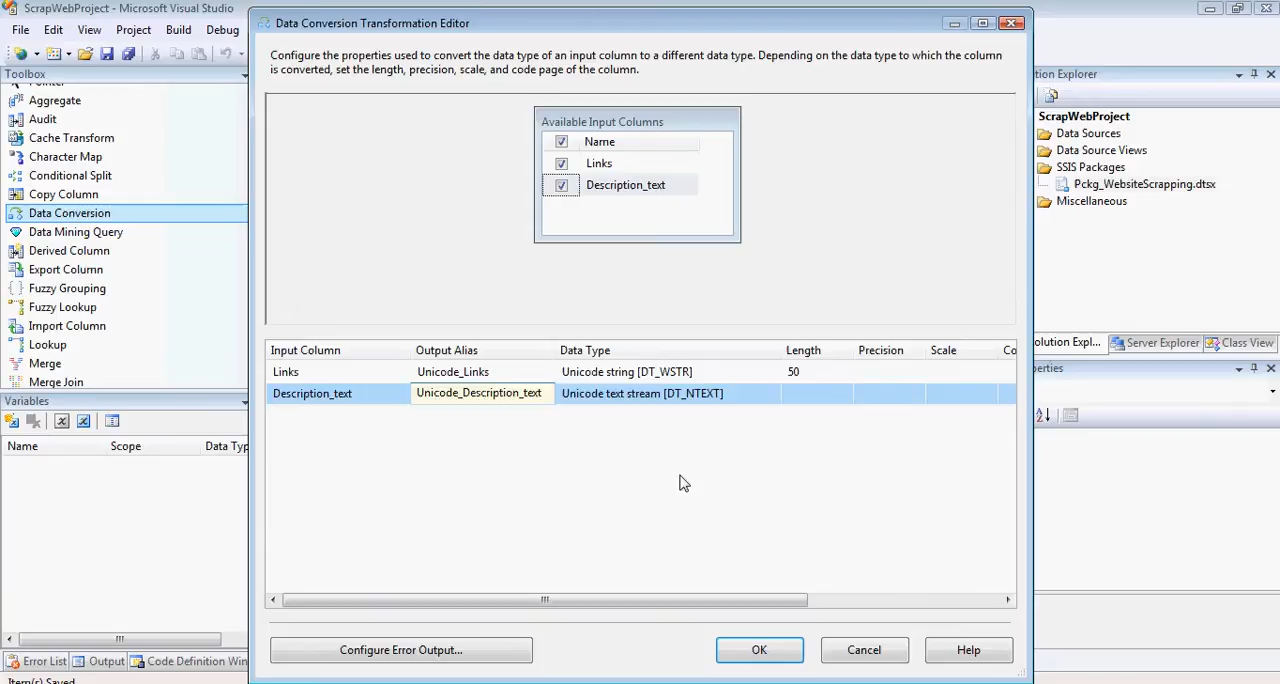 ScrapWebProject - Microsoft Visual Studio
File Edit View Project Build Debug
Toolbox
Pointer
Aggregate
Audit
Cache Transform
Character Map
Conditional Split
Copy Column
Data Conversion
Data Mining Query
Derived Column
Export Column
Fuzzy Grouping
Fuzzy Lookup
Import Column
Lookup
Merge
Merge Join
Variables
Name Scope Data Typ
Error List Output Code Definition Win
Item(s) Saved
Data Conversion Transformation Editor
Configure the properties used to convert the data type of an input column to a different data type. Depending on the data type to which the column
is converted, set the length, precision, scale, and code page of the column.
Available Input Columns
Name
Links
Description_text
Input Column Output Alias Data Type Length Precision Scale Co
Links Unicode_Links Unicode string [DT_WSTR] 50
Description_text Unicode_Description_text Unicode text stream [DT_NTEXT]
Configure Error Output... OK Cancel Help
tion Explorer
ScrapWebProject
Data Sources
Data Source Views
SSIS Packages
Pckg_WebsiteScrapping.dtsx
Miscellaneous
olution Expl... Server Explorer Class View
perties